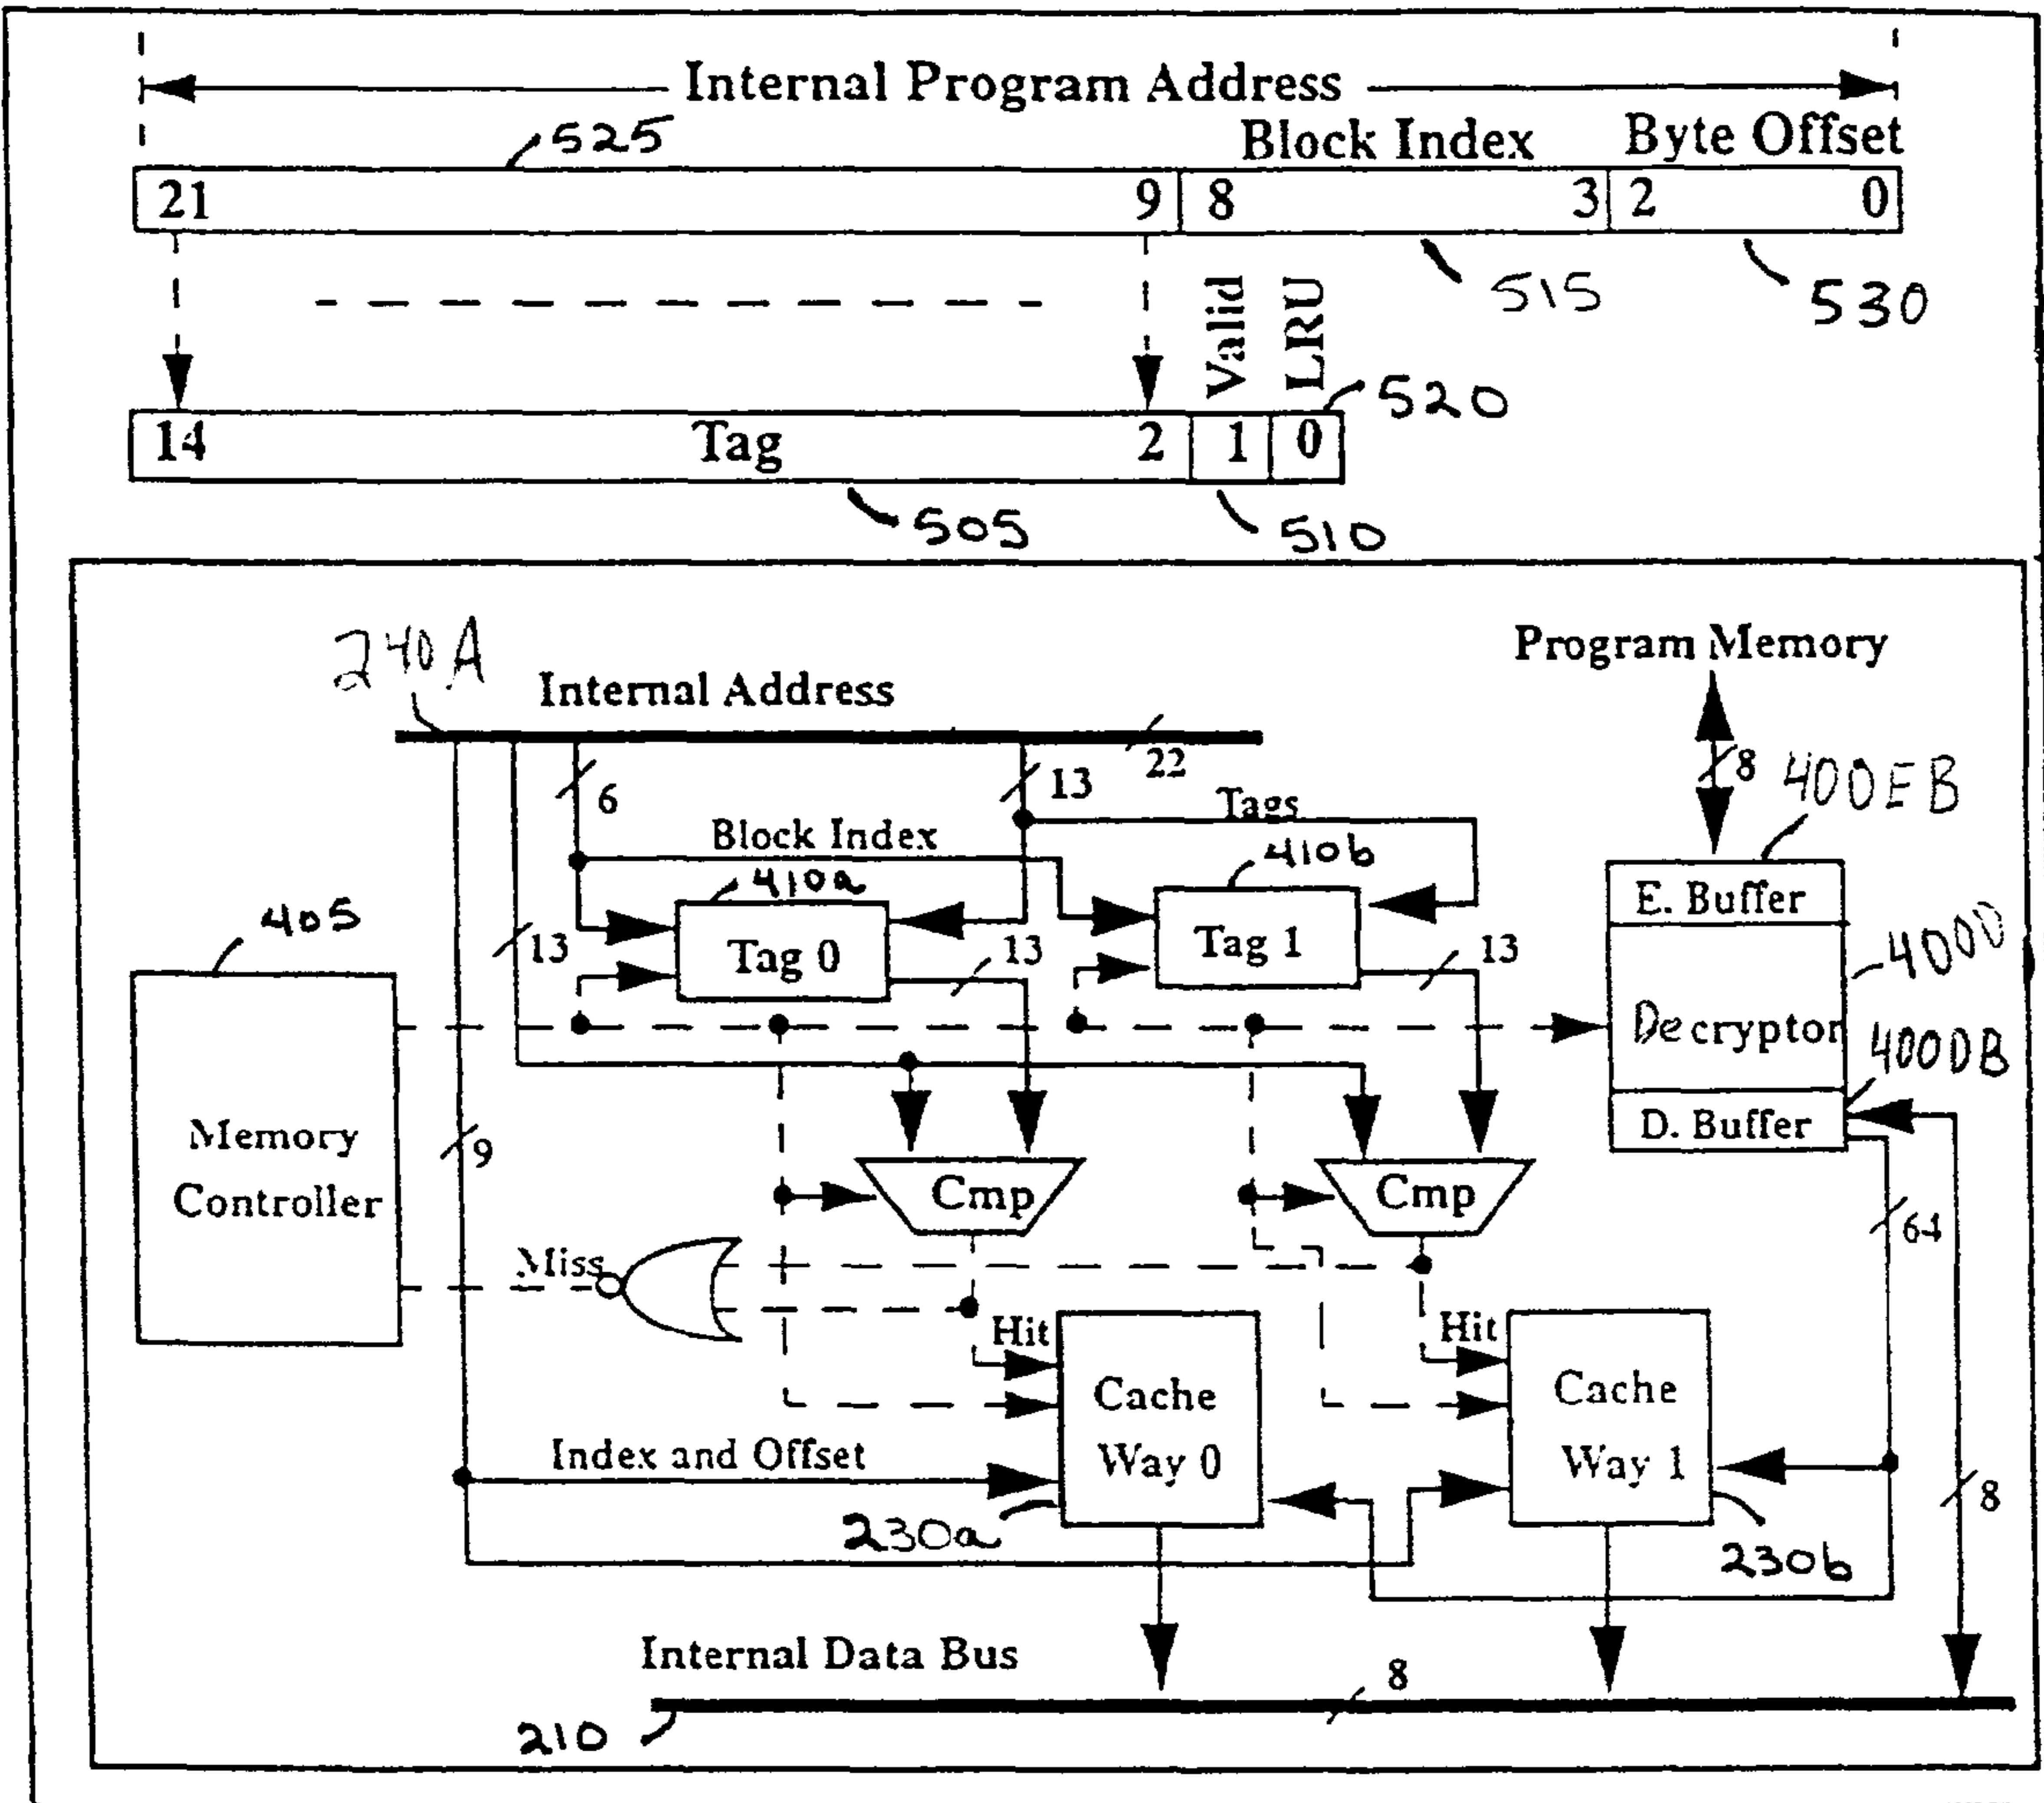 Internal Program Address
525
Block Index
Byte Offset
21
9
8
3
2
0
515
530
Valid
LRU
520
14
Tag
2
1
0
505
510
240A
Internal Address
Program Memory
22
6
13
8
400EB
Tags
Block Index
410a
410b
405
E. Buffer
13
Tag 0
13
Tag 1
13
400D
Decryptor
400DB
D. Buffer
Memory
Controller
9
Cmp
Cmp
64
Miss
Hit
Hit
Cache
Way 0
Cache
Way 1
Index and Offset
8
230a
230b
Internal Data Bus
8
210